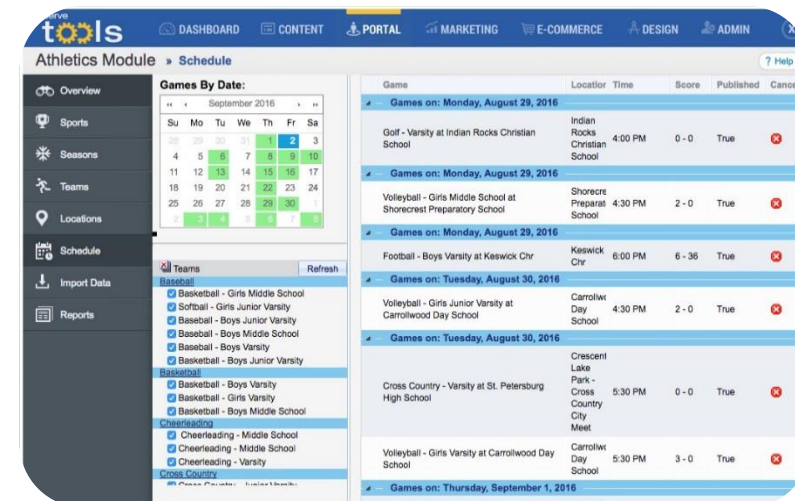 erve
tools
DASHBOARD
CONTENT
PORTAL
MARKETING
E-COMMERCE
DESIGN
ADMIN
Athletics Module » Schedule
? Help
Overview
Sports
Seasons
Teams
Locations
Schedule
Import Data
Reports
Games By Date:
September 2016
Su Mo Tu We Th Fr Sa
28 29 30 31 1 2 3
4 5 6 7 8 9 10
11 12 13 14 15 16 17
18 19 20 21 22 23 24
25 26 27 28 29 30 1
2 3 4 5 6 7 8
Teams Refresh
Baseball
Basketball - Girls Middle School
Softball - Girls Junior Varsity
Baseball - Boys Junior Varsity
Baseball - Boys Middle School
Baseball - Boys Varsity
Basketball - Boys Junior Varsity
Basketball
Basketball - Boys Varsity
Basketball - Girls Varsity
Basketball - Boys Middle School
Cheerleading
Cheerleading - Middle School
Cheerleading - Middle School
Cheerleading - Varsity
Cross Country
Cross Country - Junior Varsity
Game Location Time Score Published Cance
Games on: Monday, August 29, 2016
Golf - Varsity at Indian Rocks Christian
School
Indian
Rocks
Christian
School
4:00 PM 0 - 0 True
Games on: Monday, August 29, 2016
Volleyball - Girls Middle School at
Shorecrest Preparatory School
Shorecre
Preparat
School
4:30 PM 2 - 0 True
Games on: Monday, August 29, 2016
Football - Boys Varsity at Keswick Chr
Keswick
Chr
6:00 PM 6 - 36 True
Games on: Tuesday, August 30, 2016
Volleyball - Girls Junior Varsity at
Carrollwood Day School
Carrollwo
Day
School
4:30 PM 2 - 0 True
Games on: Tuesday, August 30, 2016
Cross Country - Varsity at St. Petersburg
High School
Crescent
Lake
Park -
Cross
Country
City
Meet
5:30 PM 0 - 0 True
Volleyball - Girls Varsity at Carrollwood Day
School
Carrollwo
Day
School
5:30 PM 3 - 0 True
Games on: Thursday, September 1, 2016